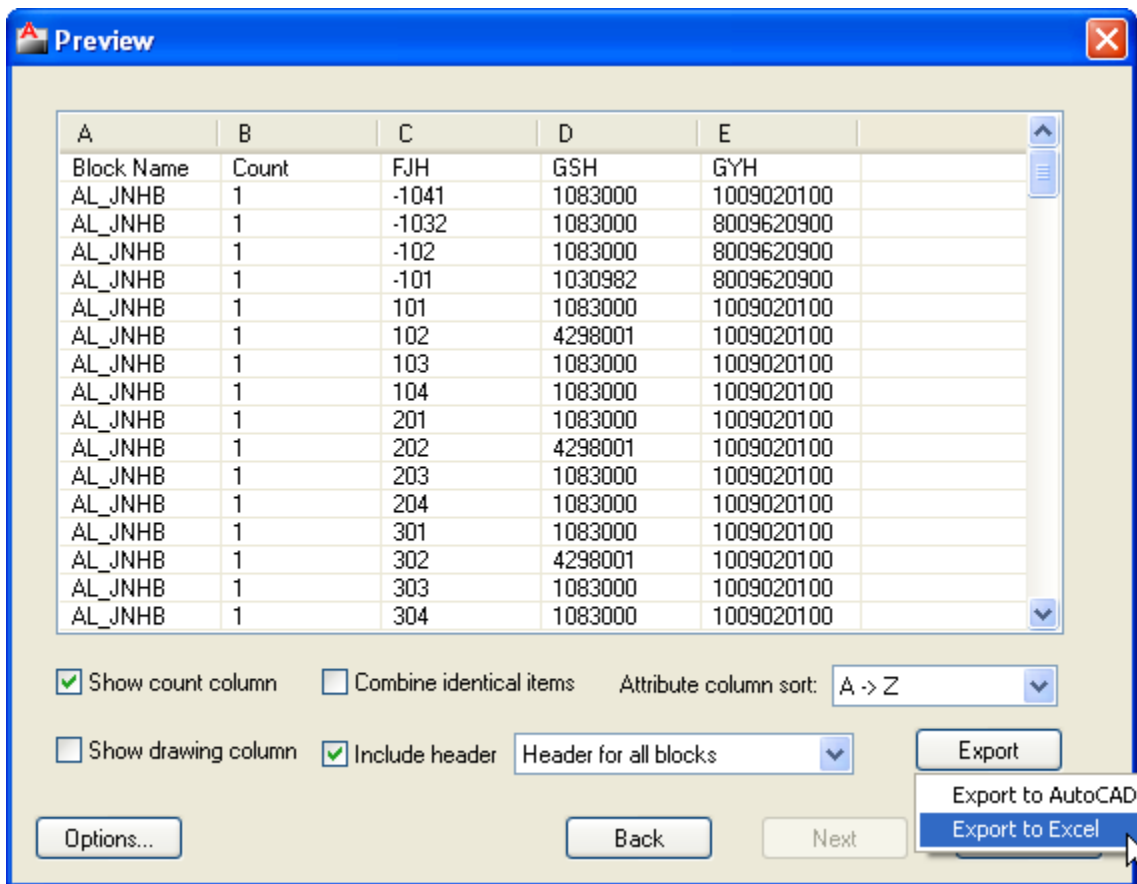 Preview
A B C D E
Block Name Count FJH GSH GYH
AL_JNHB 1 -1041 1083000 1009020100
AL_JNHB 1 -1032 1083000 8009620900
AL_JNHB 1 -102 1083000 8009620900
AL_JNHB 1 -101 1030982 8009620900
AL_JNHB 1 101 1083000 1009020100
AL_JNHB 1 102 4298001 1009020100
AL_JNHB 1 103 1083000 1009020100
AL_JNHB 1 104 1083000 1009020100
AL_JNHB 1 201 1083000 1009020100
AL_JNHB 1 202 4298001 1009020100
AL_JNHB 1 203 1083000 1009020100
AL_JNHB 1 204 1083000 1009020100
AL_JNHB 1 301 1083000 1009020100
AL_JNHB 1 302 4298001 1009020100
AL_JNHB 1 303 1083000 1009020100
AL_JNHB 1 304 1083000 1009020100
Show count column Combine identical items Attribute column sort: A -> Z
Show drawing column Include header Header for all blocks Export
Export to AutoCAD
Export to Excel
Options... Back Next